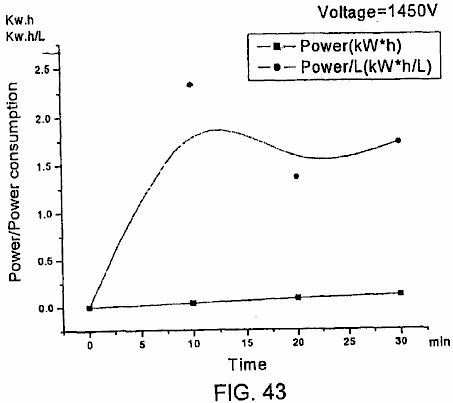 Kw.h
Kw.h/L
Voltage=1450V
Power(kW*h)
Power/L(kW*h/L)
Power/Power consumption
2.5
2.0
1.5
1.0
0.5
0.0
0 5 10 15 20 25 30 min
Time
FIG. 43